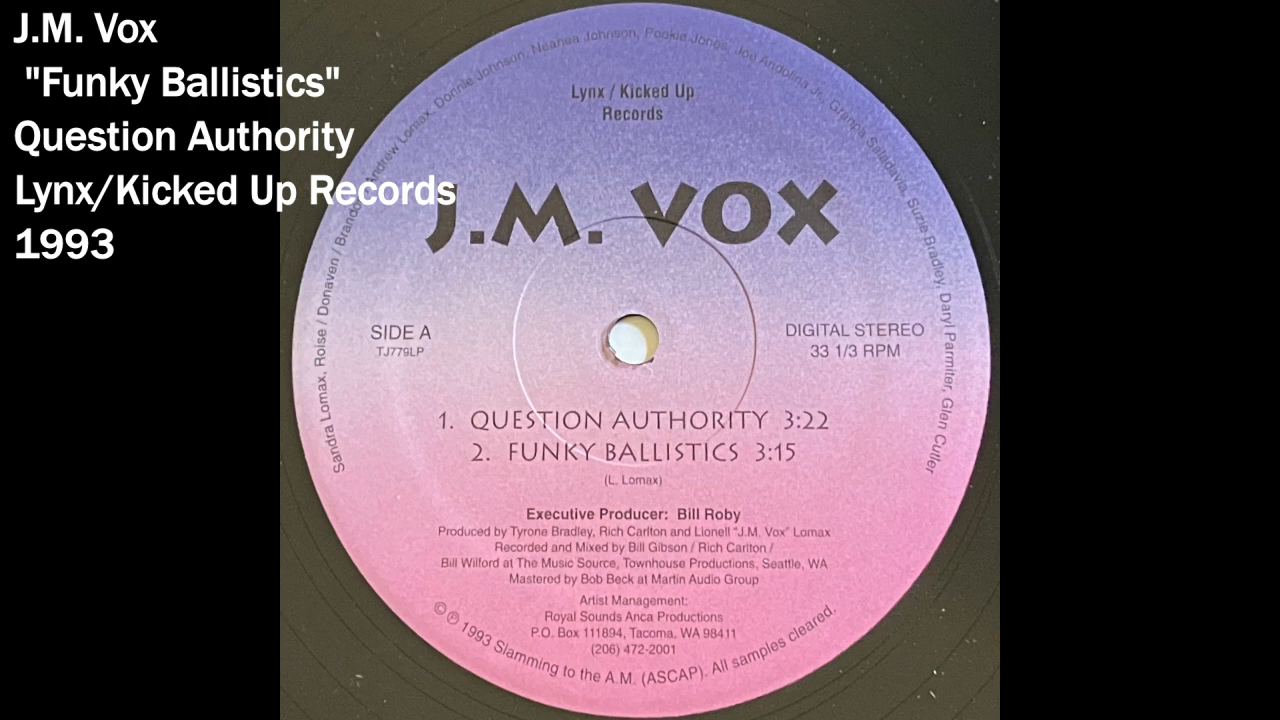 J.M. Vox
"Funky Ballistics"
Question Authority
Lynx/Kicked Up Records
1993
Sandra Lomax, Roise / Donaven / Brandon, Andrew Lomax, Donnie Johnson, Neanea Johnson, Pookie Jones, Joe Andolina Jr., Granpa Spladavo, Suzie Bradley, Daryl Parmiter, Glen Cutler
Lynx / Kicked Up
Records
J.M. VOX
SIDE A
TJ779LP
DIGITAL STEREO
33 1/3 RPM
1. QUESTION AUTHORITY 3:22
2. FUNKY BALLISTICS 3:15
(L. Lomax)
Executive Producer: Bill Roby
Produced by Tyrone Bradley, Rich Carlton and Lionell "J.M. Vox" Lomax
Recorded and Mixed by Bill Gibson / Rich Carlton /
Bill Wilford at The Music Source, Townhouse Productions, Seattle, WA
Mastered by Bob Beck at Martin Audio Group
Artist Management:
Royal Sounds Anca Productions
P.O. Box 111894, Tacoma, WA 98411
(206) 472-2001
© ℗ 1993 Slamming to the A.M. (ASCAP). All samples cleared.